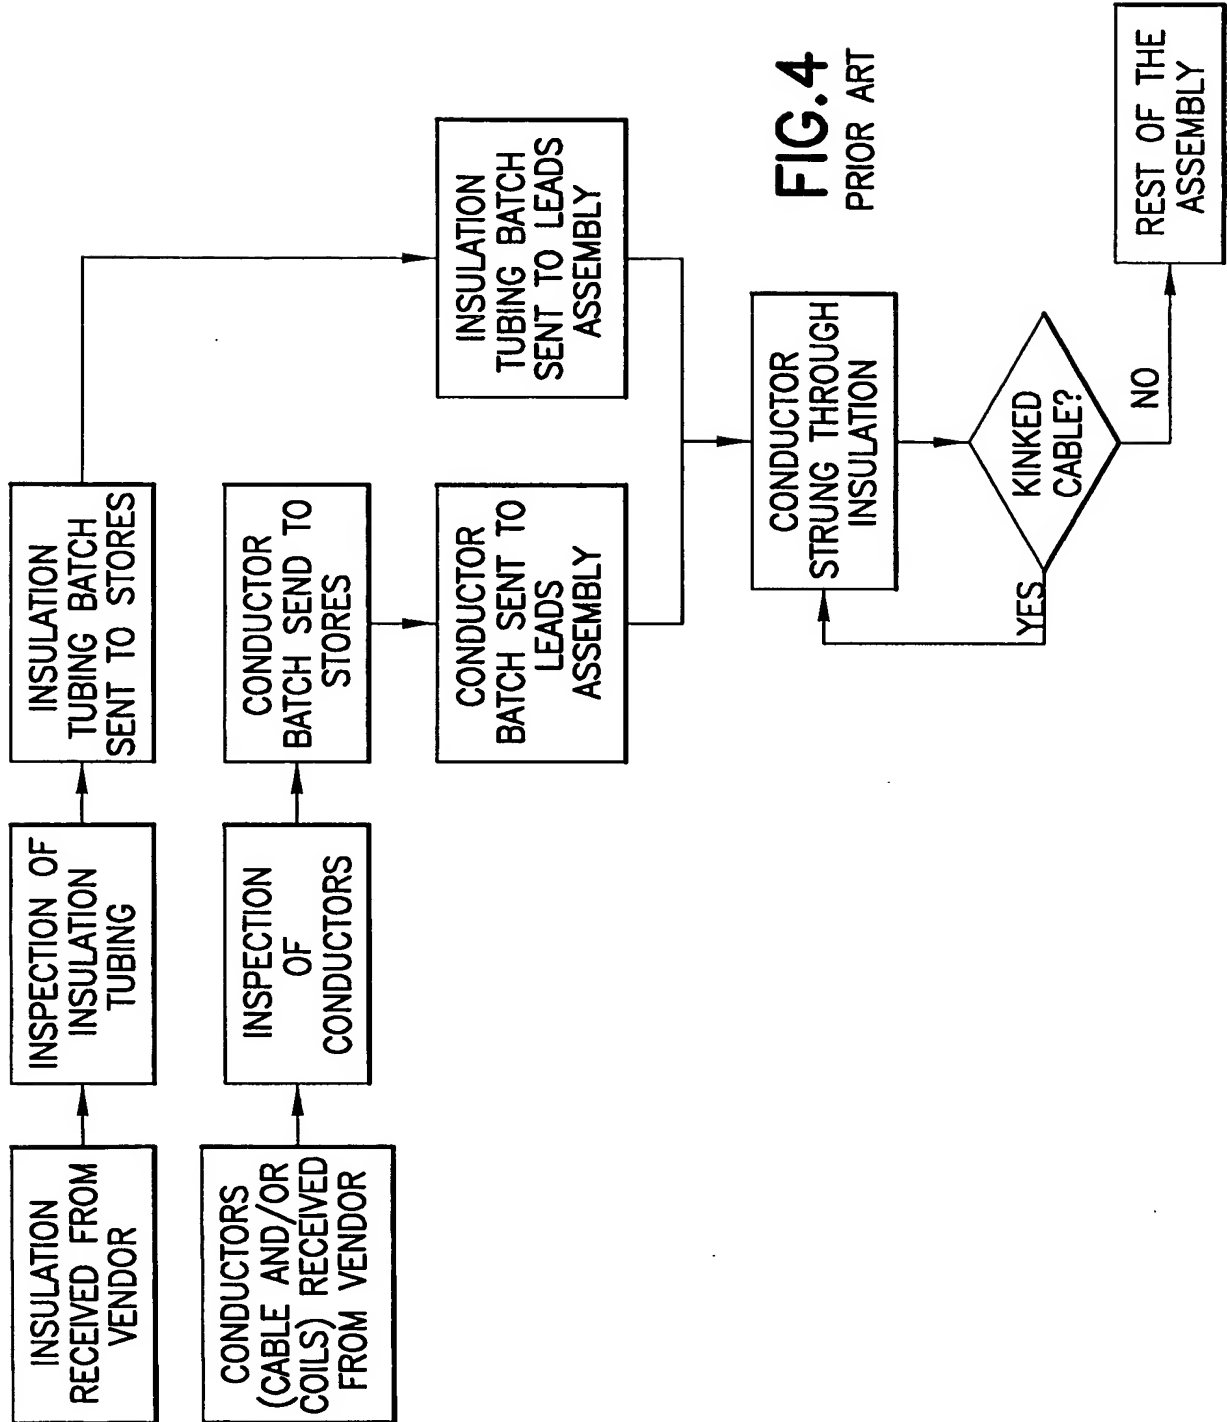 INSULATION
RECEIVED FROM
VENDOR
INSPECTION OF
INSULATION
TUBING
INSULATION
TUBING BATCH
SENT TO STORES
CONDUCTORS
(CABLE AND/OR
COILS) RECEIVED
FROM VENDOR
INSPECTION
OF
CONDUCTORS
CONDUCTOR
BATCH SEND TO
STORES
CONDUCTOR
BATCH SENT TO
LEADS
ASSEMBLY
INSULATION
TUBING BATCH
SENT TO LEADS
ASSEMBLY
CONDUCTOR
STRUNG THROUGH
INSULATION
KINKED
CABLE?
YES
NO
REST OF THE
ASSEMBLY
FIG.4
PRIOR ART